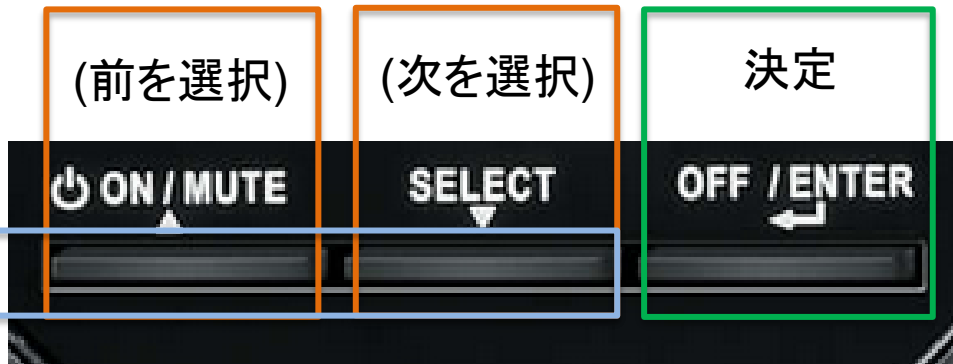 (前を選択)
(次を選択)
決定
⏻ ON / MUTE
▲
SELECT
▼
OFF / ENTER
↵